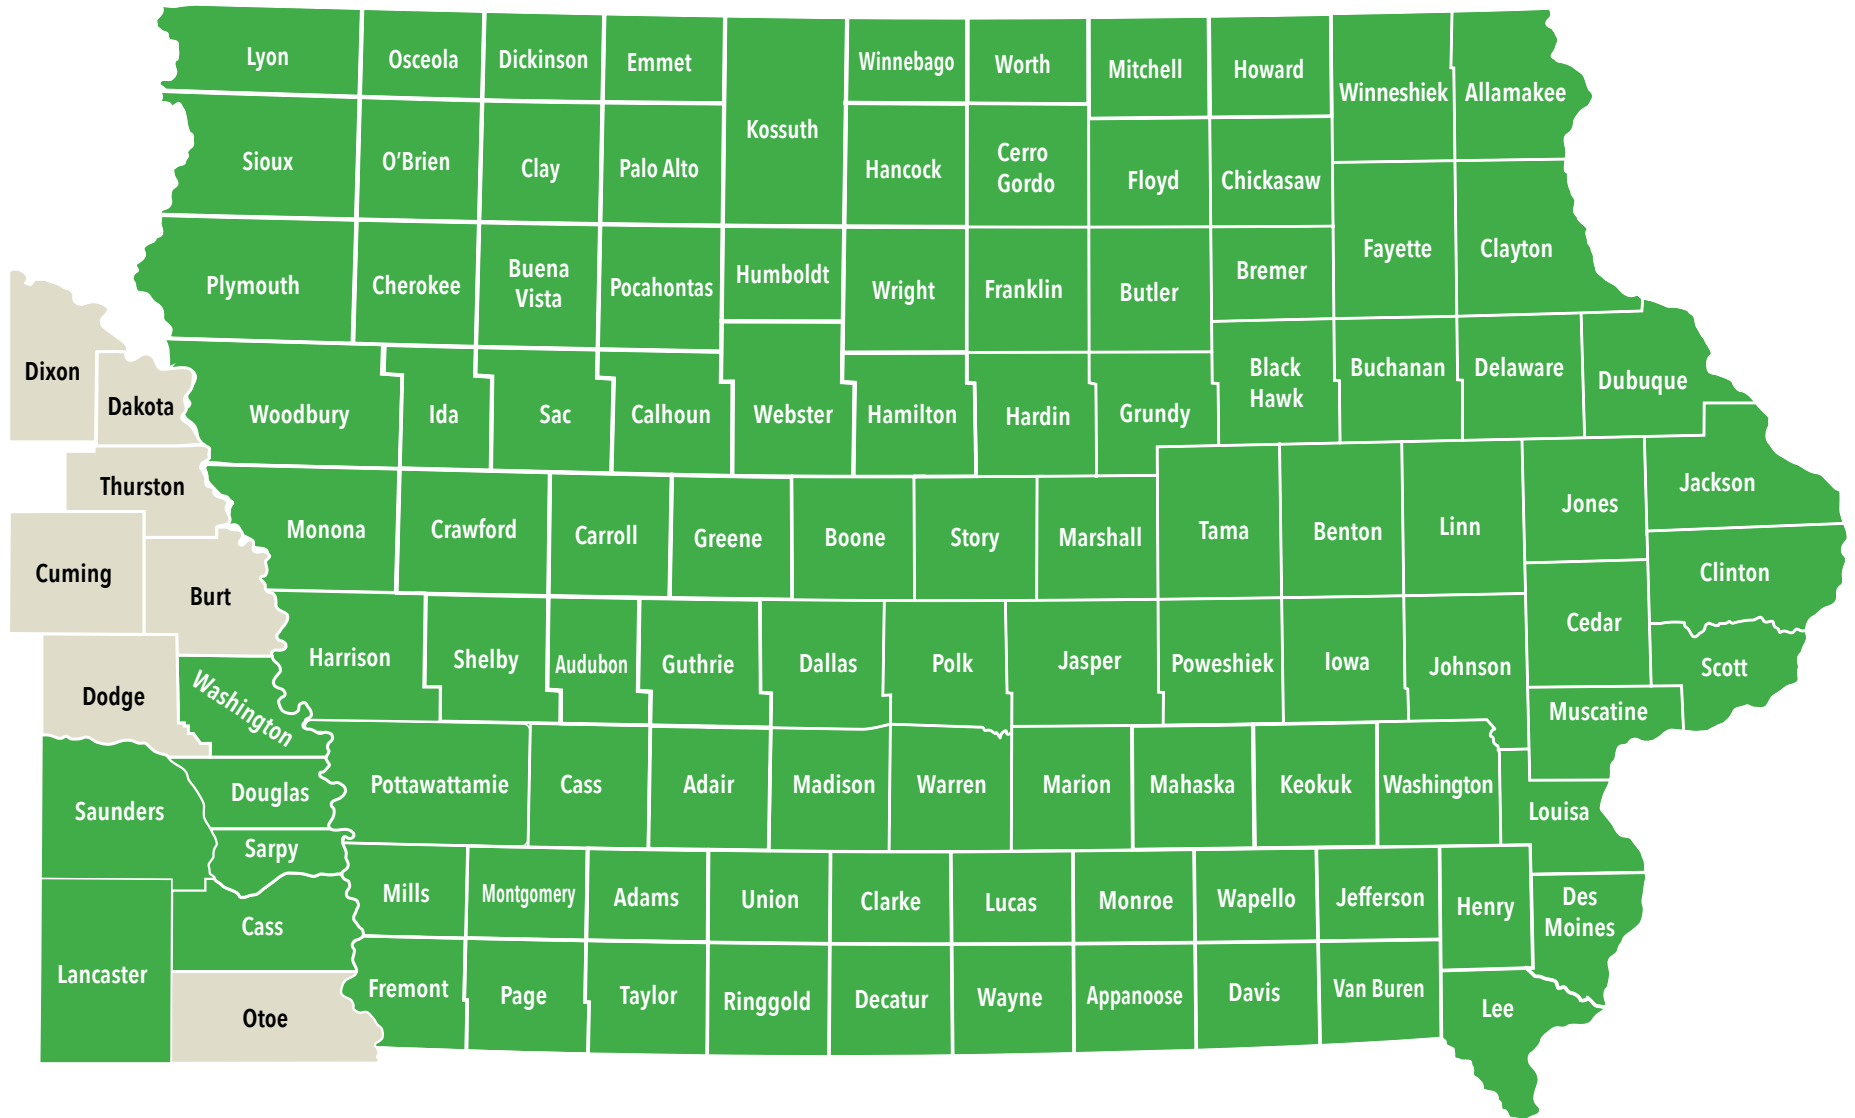 Lyon
Osceola
Dickinson
Emmet
Kossuth
Winnebago
Worth
Mitchell
Howard
Winneshiek
Allamakee
Sioux
O'Brien
Clay
Palo Alto
Hancock
Cerro
Gordo
Floyd
Chickasaw
Fayette
Clayton
Plymouth
Cherokee
Buena
Vista
Pocahontas
Humboldt
Wright
Franklin
Butler
Bremer
Dixon
Dakota
Woodbury
Ida
Sac
Calhoun
Webster
Hamilton
Hardin
Grundy
Black
Hawk
Buchanan
Delaware
Dubuque
Thurston
Monona
Crawford
Carroll
Greene
Boone
Story
Marshall
Tama
Benton
Linn
Jones
Jackson
Clinton
Cuming
Burt
Harrison
Shelby
Audubon
Guthrie
Dallas
Polk
Jasper
Poweshiek
Iowa
Johnson
Cedar
Scott
Muscatine
Dodge
Washington
Saunders
Douglas
Sarpy
Pottawattamie
Cass
Adair
Madison
Warren
Marion
Mahaska
Keokuk
Washington
Louisa
Mills
Montgomery
Adams
Union
Clarke
Lucas
Monroe
Wapello
Jefferson
Henry
Des
Moines
Cass
Lancaster
Otoe
Fremont
Page
Taylor
Ringgold
Decatur
Wayne
Appanoose
Davis
Van Buren
Lee